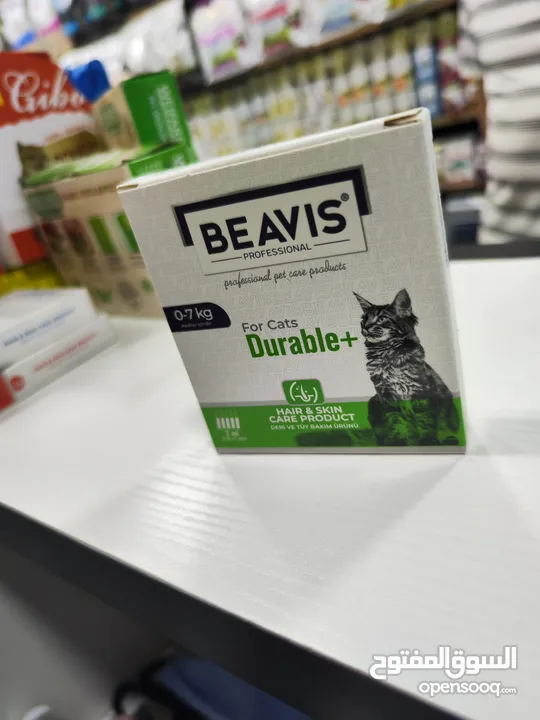 Gibo
BEAVIS®
PROFESSIONAL
professional pet care products
0-7 kg
For Cats
Durable+
HAIR & SKIN
CARE PRODUCT
DERİ VE TÜY BAKIM ÜRÜNÜ
السوق المفتوح
opensooq.com